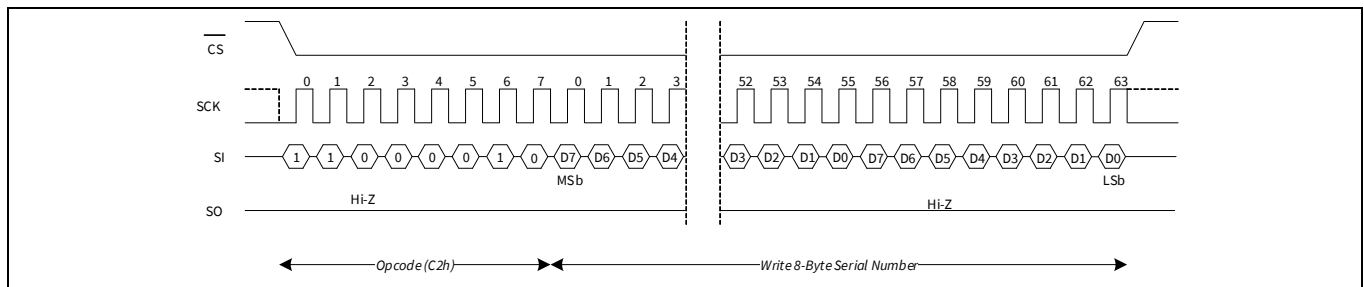 CS
0 1 2 3 4 5 6 7 0 1 2 3 52 53 54 55 56 57 58 59 60 61 62 63
SCK
SI 1 1 0 0 0 0 1 0 D7 D6 D5 D4 D3 D2 D1 D0 D7 D6 D5 D4 D3 D2 D1 D0
MSb LSb
Hi-Z Hi-Z
SO
Opcode (C2h) Write 8-Byte Serial Number